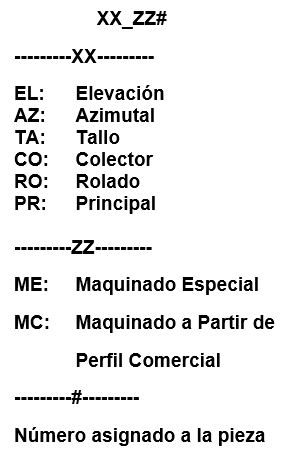 XX_ZZ#
---------XX---------
EL: Elevación
AZ: Azimutal
TA: Tallo
CO: Colector
RO: Rolado
PR: Principal
---------ZZ---------
ME: Maquinado Especial
MC: Maquinado a Partir de
Perfil Comercial
---------#---------
Número asignado a la pieza